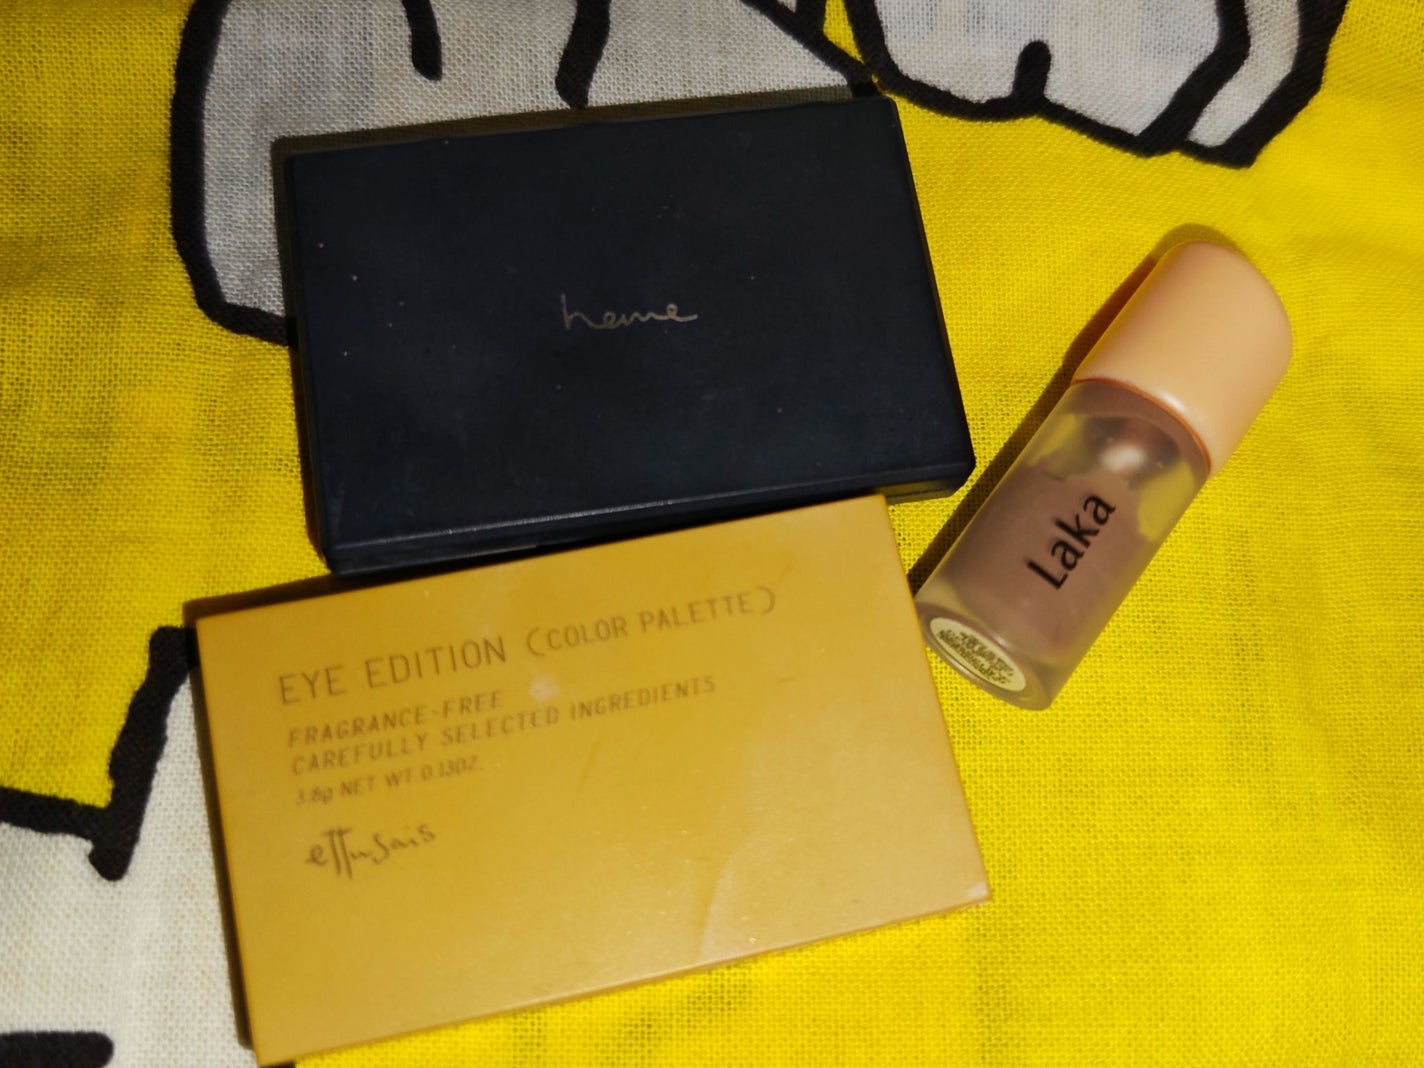 heme
Laka
EYE EDITION (COLOR PALETTE)
FRAGRANCE-FREE
CAREFULLY SELECTED INGREDIENTS
3.8g NET WT. 0.13OZ.
ettusais